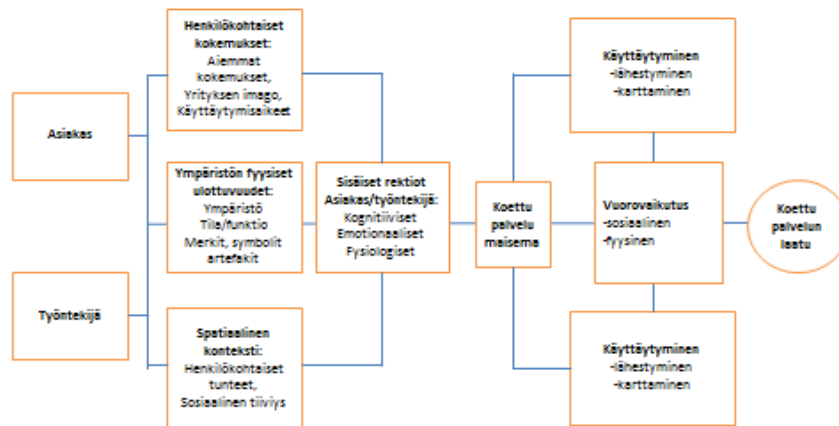 Asiakas
Työntekijä
Henkilökohtaiset
kokemukset:
Aiemmat
kokemukset,
Yrityksen imago,
Käyttäytymisaikeet
Ympäristön fyysiset
ulottuvuudet:
Ympäristö
Tila/funktio
Merkit, symbolit
artefakit
Spatiaalinen
konteksti:
Henkilökohtaiset
tunteet,
Sosiaalinen tiiviys
Sisäiset rektiot
Asiakas/työntekijä:
Kognitiiviset
Emotionaaliset
Fysiologiset
Koettu
palvelu
maisema
Käyttäytyminen
-lähestyminen
-karttaminen
Vuorovaikutus
-sosiaalinen
-fyysinen
Käyttäytyminen
-lähestyminen
-karttaminen
Koettu
palvelun
laatu